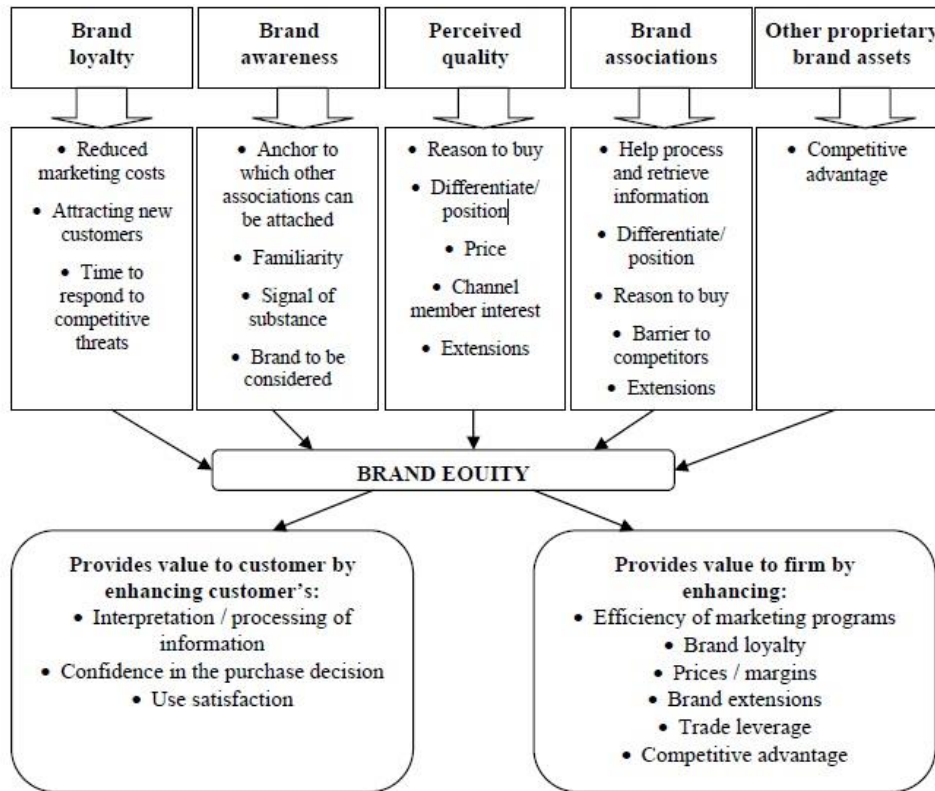 Brand
loyalty
Brand
awareness
Perceived
quality
Brand
associations
Other proprietary
brand assets
• Reduced
marketing costs
• Attracting new
customers
• Time to
respond to
competitive
threats
• Anchor to
which other
associations can
be attached
• Familiarity
• Signal of
substance
• Brand to be
considered
• Reason to buy
• Differentiate/
position
• Price
• Channel
member interest
• Extensions
• Help process
and retrieve
information
• Differentiate/
position
• Reason to buy
• Barrier to
competitors
• Extensions
• Competitive
advantage
BRAND EQUITY
Provides value to customer by
enhancing customer’s:
• Interpretation / processing of
information
• Confidence in the purchase decision
• Use satisfaction
Provides value to firm by
enhancing:
• Efficiency of marketing programs
• Brand loyalty
• Prices / margins
• Brand extensions
• Trade leverage
• Competitive advantage